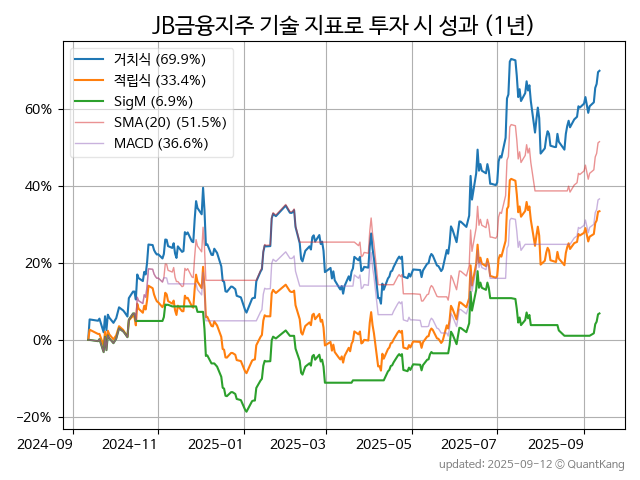 JB금융지주 기술 지표로 투자 시 성과 (1년)
거치식 (69.9%)
적립식 (33.4%)
SigM (6.9%)
SMA(20) (51.5%)
MACD (36.6%)
60%
40%
20%
0%
−20%
2024-09
2024-11
2025-01
2025-03
2025-05
2025-07
2025-09
updated: 2025-09-12 © QuantKang